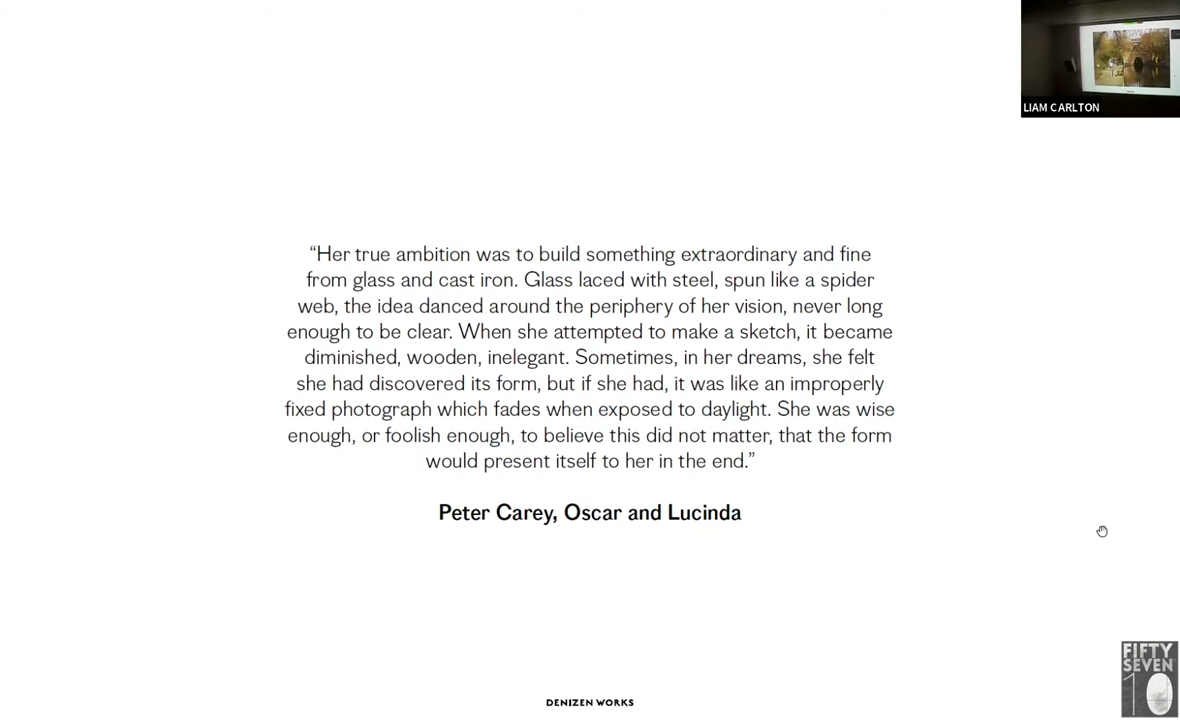 LIAM CARLTON
“Her true ambition was to build something extraordinary and fine
from glass and cast iron. Glass laced with steel, spun like a spider
web, the idea danced around the periphery of her vision, never long
enough to be clear. When she attempted to make a sketch, it became
diminished, wooden, inelegant. Sometimes, in her dreams, she felt
she had discovered its form, but if she had, it was like an improperly
fixed photograph which fades when exposed to daylight. She was wise
enough, or foolish enough, to believe this did not matter, that the form
would present itself to her in the end.”
Peter Carey, Oscar and Lucinda
DENIZEN WORKS
FIFTY
SEVEN
10